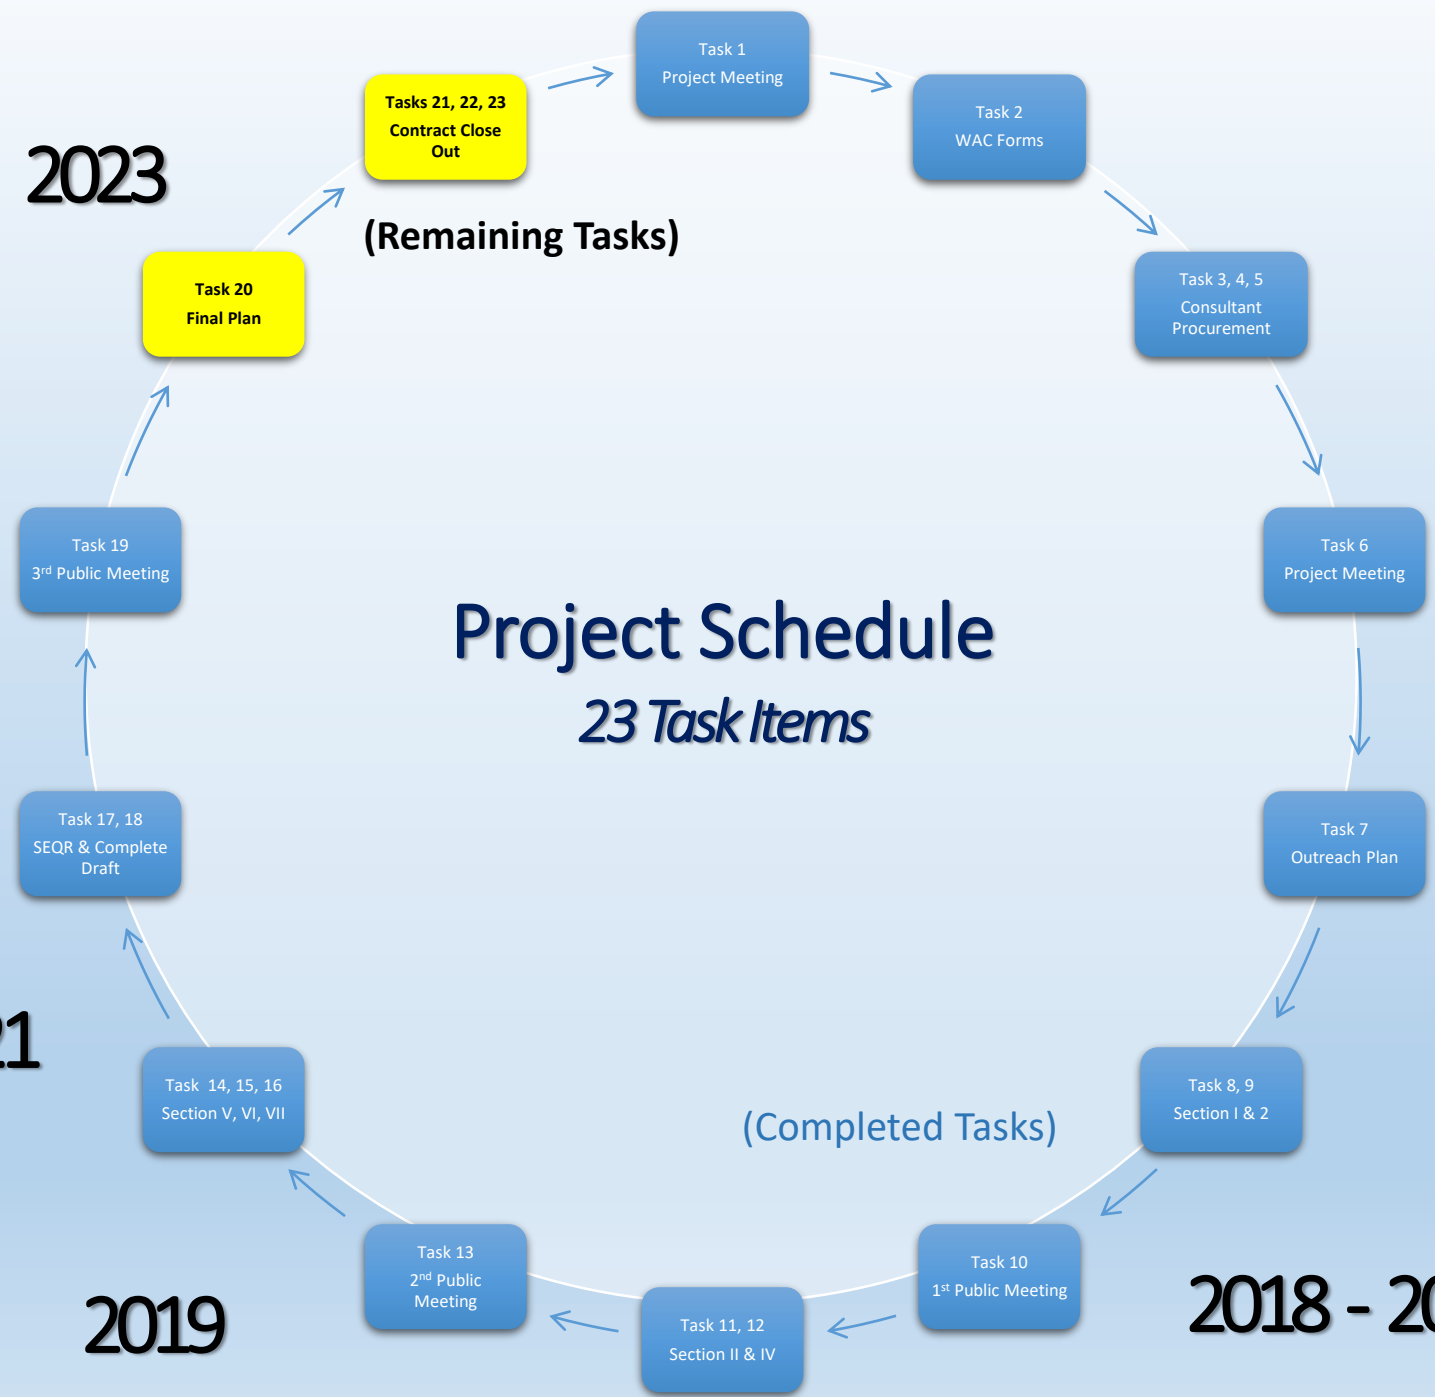 Task 1
Project Meeting
Tasks 21, 22, 23
Contract Close
Out
Task 2
WAC Forms
2023
(Remaining Tasks)
Task 20
Final Plan
Task 3, 4, 5
Consultant
Procurement
Task 19
3rd Public Meeting
Task 6
Project Meeting
Project Schedule
23 Task Items
Task 17, 18
SEQR & Complete
Draft
Task 7
Outreach Plan
21
Task 14, 15, 16
Section V, VI, VII
(Completed Tasks)
Task 8, 9
Section I & 2
Task 13
2nd Public
Meeting
Task 10
1st Public Meeting
2019
Task 11, 12
Section II & IV
2018 - 20